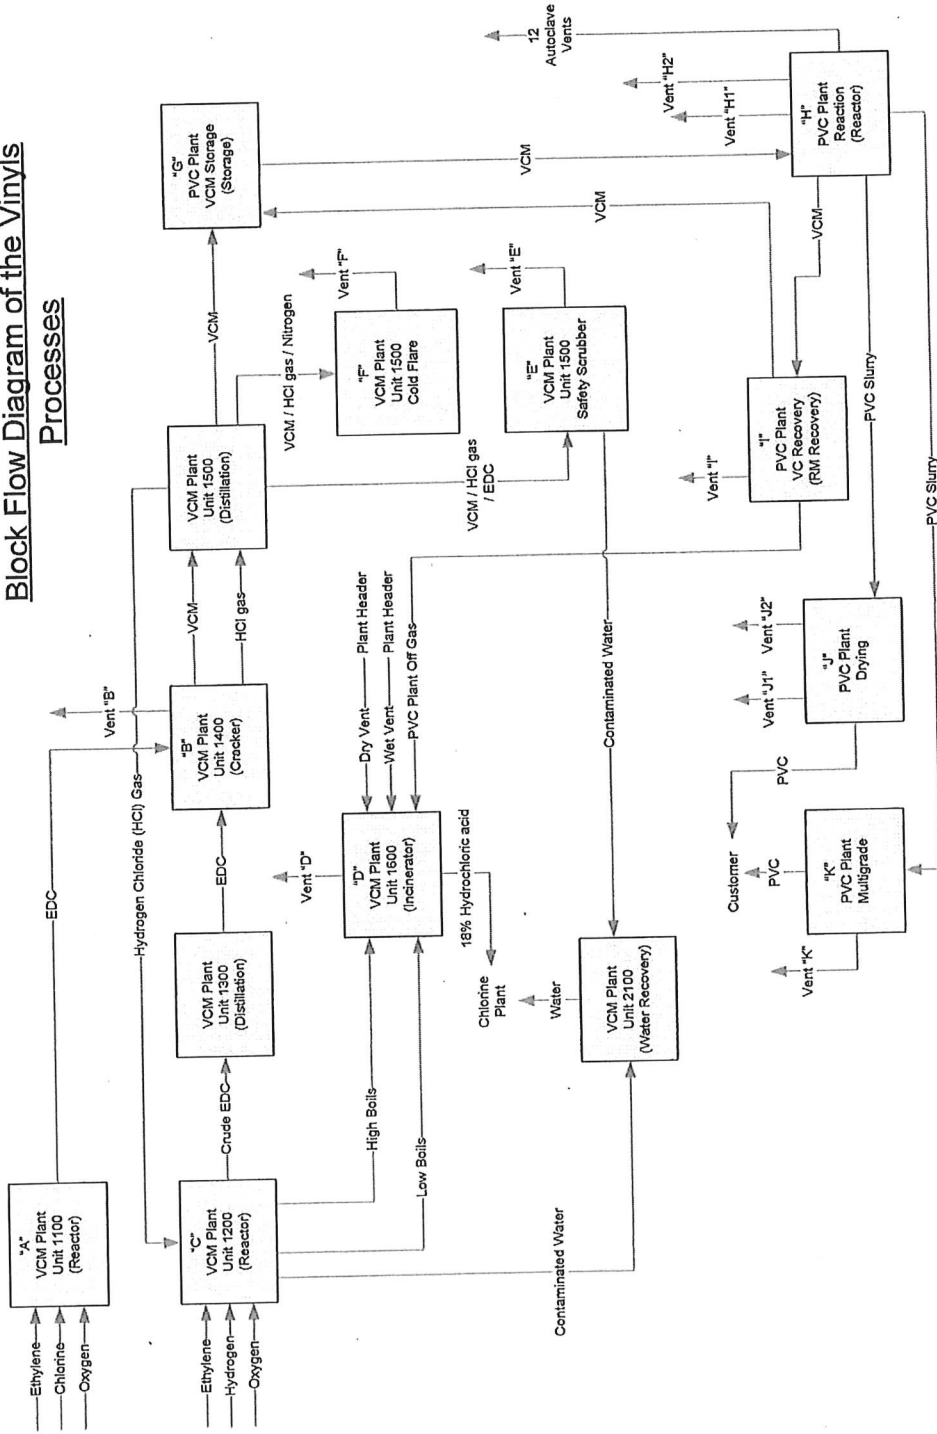 Block Flow Diagram of the Vinyls
Processes
Ethylene
Chlorine
Oxygen
"A"
VCM Plant
Unit 1100
(Reactor)
EDC
Hydrogen Chloride (HCl) Gas
Ethylene
Hydrogen
Oxygen
"C"
VCM Plant
Unit 1200
(Reactor)
Crude EDC
VCM Plant
Unit 1300
(Distillation)
EDC
"B"
VCM Plant
Unit 1400
(Cracker)
Vent "B"
VCM
HCl gas
VCM Plant
Unit 1500
(Distillation)
VCM
"G"
PVC Plant
VCM Storage
(Storage)
High Boils
Low Boils
Vent "D"
"D"
VCM Plant
Unit 1600
(Incinerator)
Dry Vent
Plant Header
Wet Vent
Plant Header
PVC Plant Off Gas
18% Hydrochloric acid
Chlorine
Plant
VCM / HCl gas / Nitrogen
Vent "F"
"F"
VCM Plant
Unit 1500
Cold Flare
VCM / HCl gas
/ EDC
Vent "E"
"E"
VCM Plant
Unit 1500
Safety Scrubber
VCM
VCM
Contaminated Water
Contaminated Water
Water
VCM Plant
Unit 2100
(Water Recovery)
12
Autoclave
Vents
Vent "H2"
Vent "H1"
"H"
PVC Plant
Reaction
(Reactor)
VCM
Vent "I"
"I"
PVC Plant
VC Recovery
(RM Recovery)
PVC Slurry
PVC Slurry
Vent "J1"
Vent "J2"
"J"
PVC Plant
Drying
PVC
Customer
PVC
"K"
PVC Plant
Multigrade
Vent "K"